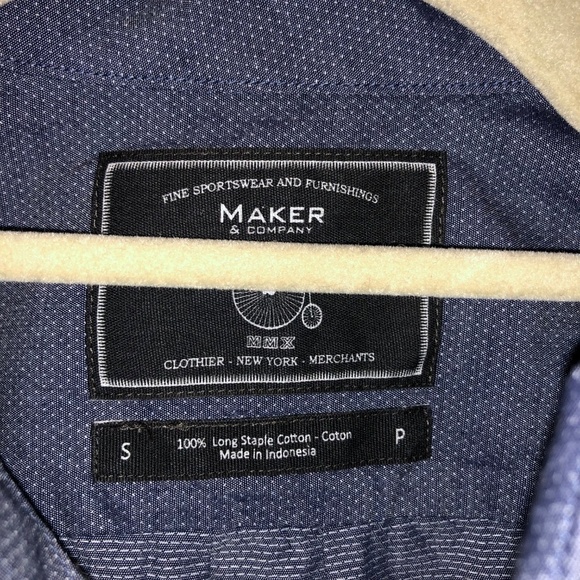 FINE SPORTSWEAR AND FURNISHINGS
MAKER
& COMPANY
MMX
CLOTHIER - NEW YORK - MERCHANTS
S 100% Long Staple Cotton - Coton P
Made in Indonesia